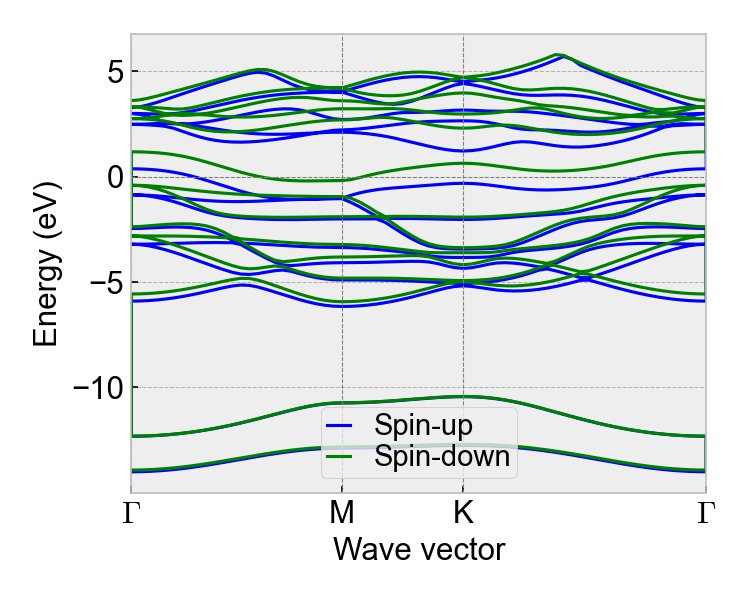 Energy (eV)
5
0
−5
−10
Spin-up
Spin-down
Γ M K Γ
Wave vector